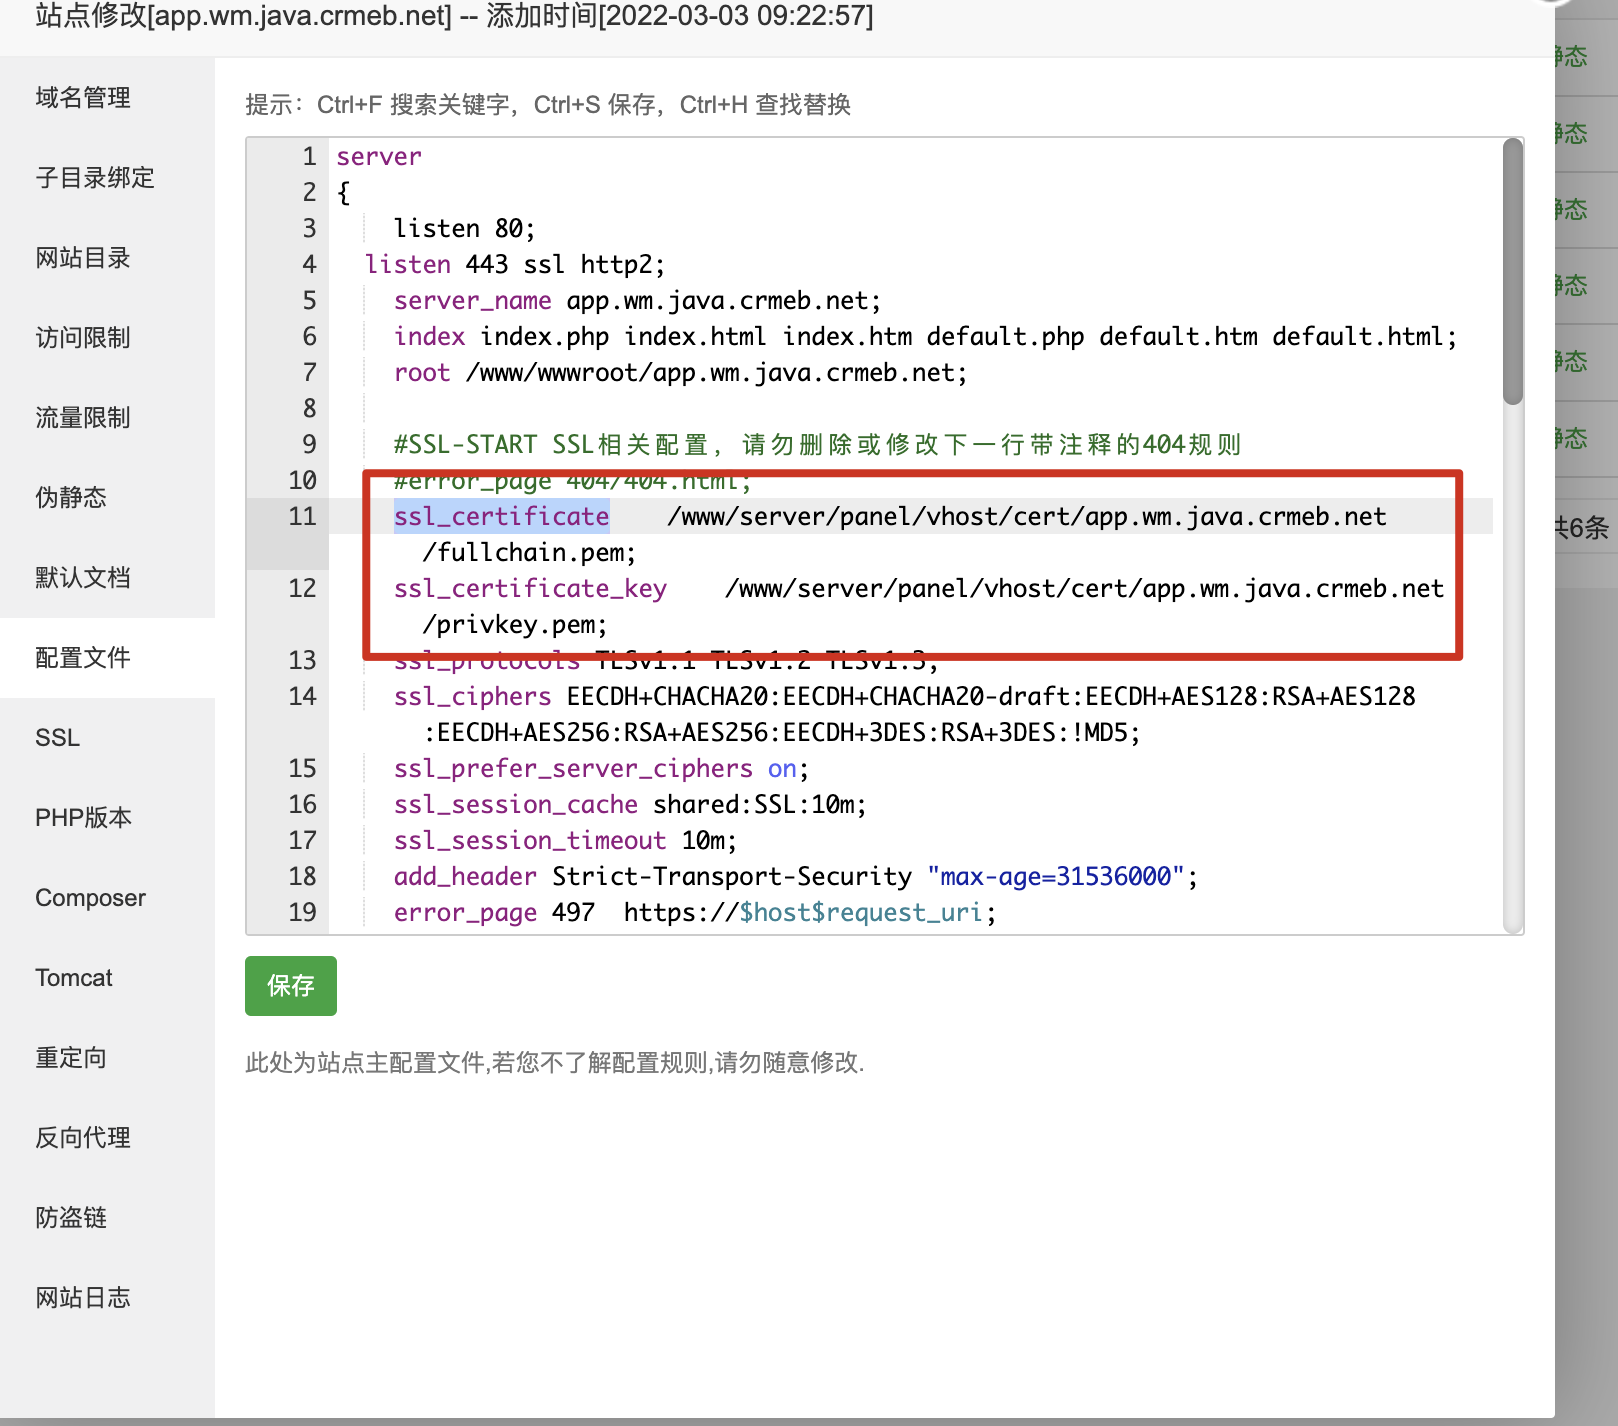 站点修改[app.wm.java.crmeb.net] -- 添加时间[2022-03-03 09:22:57]
域名管理
子目录绑定
网站目录
访问限制
流量限制
伪静态
默认文档
配置文件
SSL
PHP版本
Composer
Tomcat
重定向
反向代理
防盗链
网站日志
提示：Ctrl+F 搜索关键字，Ctrl+S 保存，Ctrl+H 查找替换
1 server
2 {
3 listen 80;
4 listen 443 ssl http2;
5 server_name app.wm.java.crmeb.net;
6 index index.php index.html index.htm default.php default.htm default.html;
7 root /www/wwwroot/app.wm.java.crmeb.net;
8
9 #SSL-START SSL相关配置，请勿删除或修改下一行带注释的404规则
10 #error_page 404/404.html;
11 ssl_certificate    /www/server/panel/vhost/cert/app.wm.java.crmeb.net
/fullchain.pem;
12 ssl_certificate_key    /www/server/panel/vhost/cert/app.wm.java.crmeb.net
/privkey.pem;
13 ssl_protocols TLSv1.1 TLSv1.2 TLSv1.3;
14 ssl_ciphers EECDH+CHACHA20:EECDH+CHACHA20-draft:EECDH+AES128:RSA+AES128
:EECDH+AES256:RSA+AES256:EECDH+3DES:RSA+3DES:!MD5;
15 ssl_prefer_server_ciphers on;
16 ssl_session_cache shared:SSL:10m;
17 ssl_session_timeout 10m;
18 add_header Strict-Transport-Security "max-age=31536000";
19 error_page 497  https://$host$request_uri;
保存
此处为站点主配置文件,若您不了解配置规则,请勿随意修改.
静态
静态
静态
静态
静态
静态
共6条